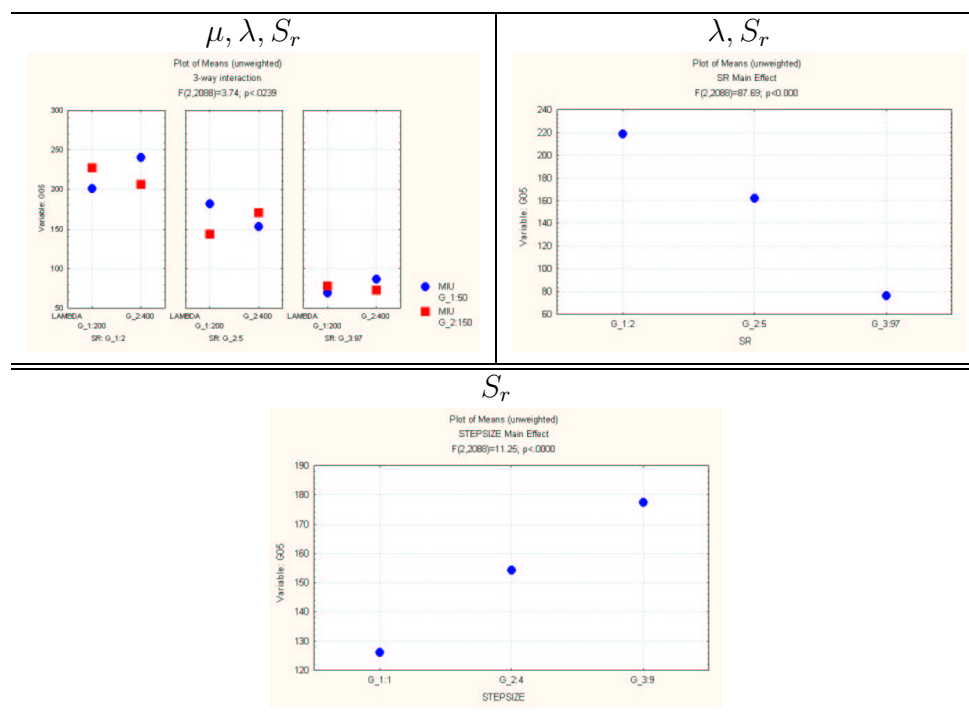 μ, λ, S_r
Plot of Means (unweighted)
3-way interaction
F(2,2088)=3.74; p<.0239
300
250
200
150
100
50
Variable: G05
LAMBDA G_2:400 LAMBDA G_2:400 LAMBDA G_2:400
G_1:200 G_1:200 G_1:200
SR: G_1:2 SR: G_2:5 SR: G_3:97
MIU
G_1:50
MIU
G_2:150
λ, S_r
Plot of Means (unweighted)
SR Main Effect
F(2,2088)=87.69; p<0.000
240
220
200
180
160
140
120
100
80
60
Variable: G05
G_1:2 G_2:5 G_3:97
SR
S_r
Plot of Means (unweighted)
STEPSIZE Main Effect
F(2,2088)=11.25; p<.0000
190
180
170
160
150
140
130
120
Variable: G05
G_1:1 G_2:4 G_3:9
STEPSIZE